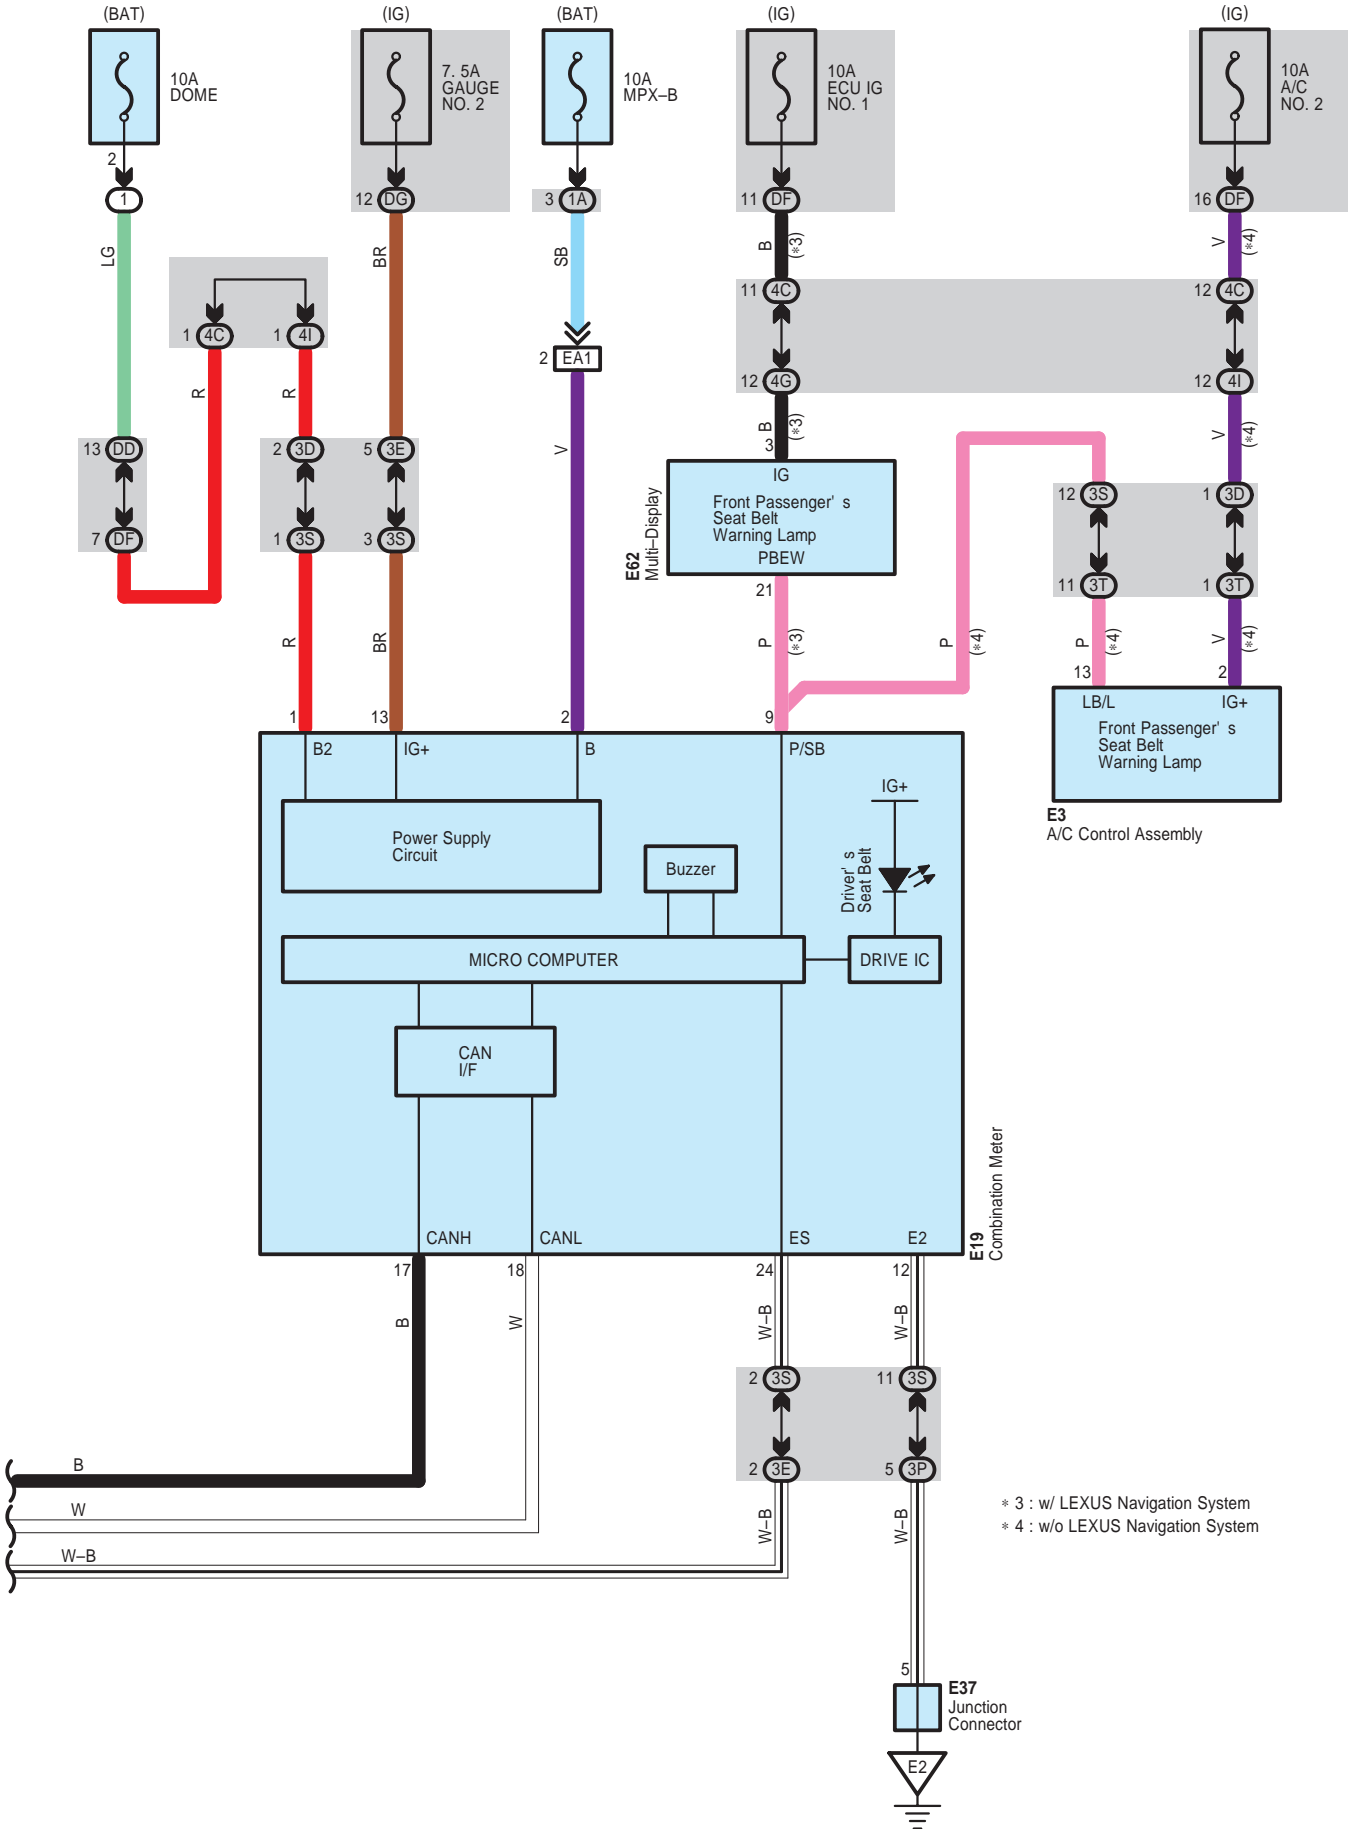 (BAT)
(IG)
(BAT)
(IG)
(IG)
10A
DOME
7. 5A
GAUGE
NO. 2
10A
MPX–B
10A
ECU IG
NO. 1
10A
A/C
NO. 2
2
1
12 DG
3 1A
11 DF
16 DF
LG
BR
SB
B
(*3)
V
(*4)
11 4C
12 4C
1 4C
1 4I
2 EA1
12 4G
12 4I
R
R
V
B
(*3)
V
(*4)
3
13 DD
2 3D
5 3E
IG
Front Passenger' s
Seat Belt
Warning Lamp
PBEW
E62
Multi–Display
12 3S
1 3D
7 DF
1 3S
3 3S
11 3T
1 3T
21
R
BR
P
(*3)
P
(*4)
P
(*4)
V
(*4)
13
2
1
13
2
9
LB/L
IG+
Front Passenger' s
Seat Belt
Warning Lamp
E3
A/C Control Assembly
B2
IG+
B
P/SB
IG+
Power Supply
Circuit
Buzzer
Driver' s
Seat Belt
MICRO COMPUTER
DRIVE IC
CAN
I/F
CANH
CANL
ES
E2
E19
Combination Meter
17
18
24
12
B
W
W–B
W–B
2 3S
11 3S
2 3E
5 3P
B
W
W–B
W–B
W–B
* 3 : w/ LEXUS Navigation System
* 4 : w/o LEXUS Navigation System
5
E37
Junction
Connector
E2